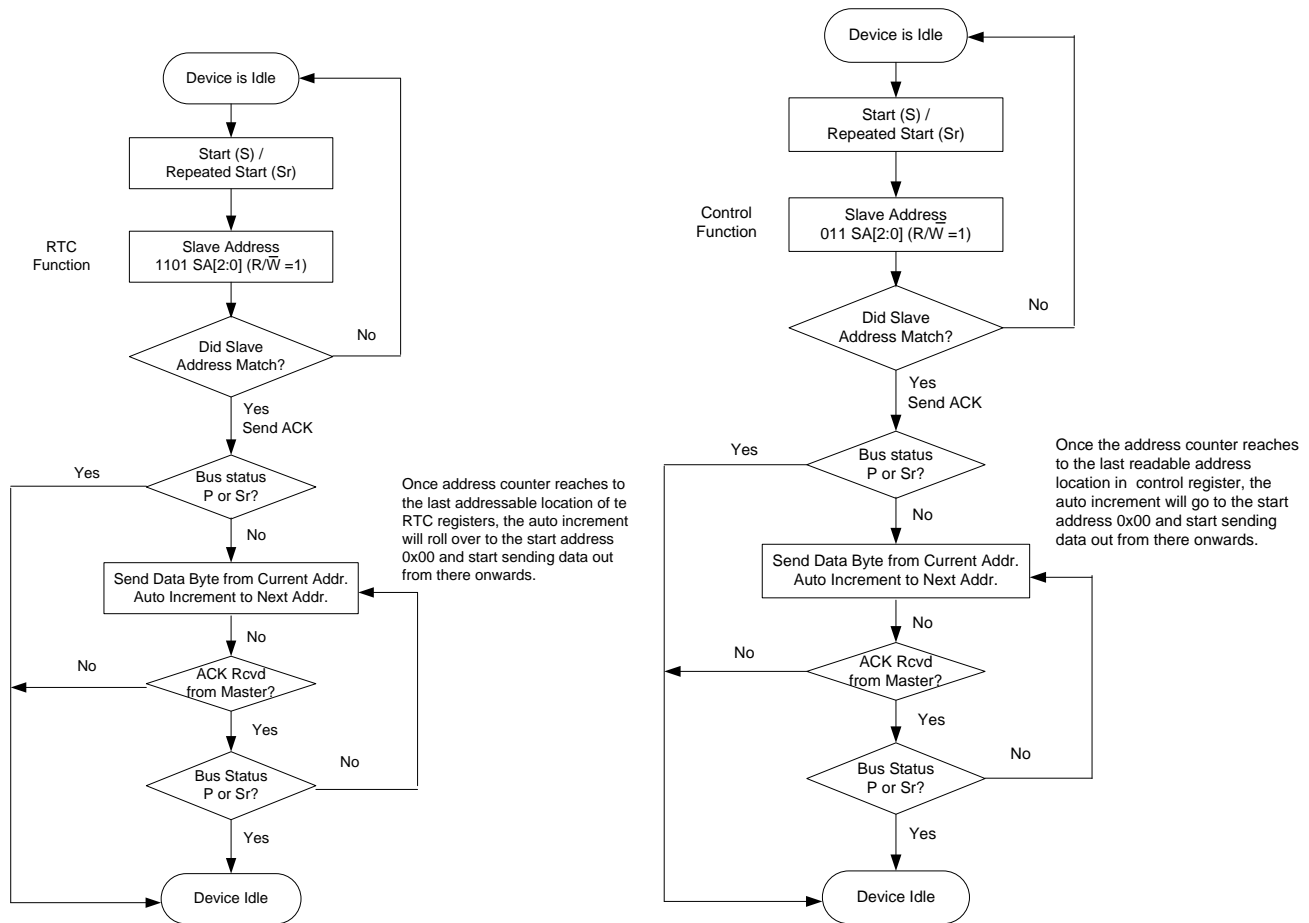 Device is Idle
Start (S) /
Repeated Start (Sr)
RTC
Function
Slave Address
1101 SA[2:0] (R/W̅ =1)
Did Slave
Address Match?
No
Yes
Send ACK
Yes
Bus status
P or Sr?
No
Once address counter reaches to
the last addressable location of te
RTC registers, the auto increment
will roll over to the start address
0x00 and start sending data out
from there onwards.
Send Data Byte from Current Addr.
Auto Increment to Next Addr.
No
No
ACK Rcvd
from Master?
Yes
Bus Status
P or Sr?
No
Yes
Device Idle
Device is Idle
Start (S) /
Repeated Start (Sr)
Control
Function
Slave Address
011 SA[2:0] (R/W̅ =1)
Did Slave
Address Match?
No
Yes
Send ACK
Yes
Bus status
P or Sr?
No
Once the address counter reaches
to the last readable address
location in control register, the
auto increment will go to the start
address 0x00 and start sending
data out from there onwards.
Send Data Byte from Current Addr.
Auto Increment to Next Addr.
No
No
ACK Rcvd
from Master?
Yes
Bus Status
P or Sr?
No
Yes
Device Idle